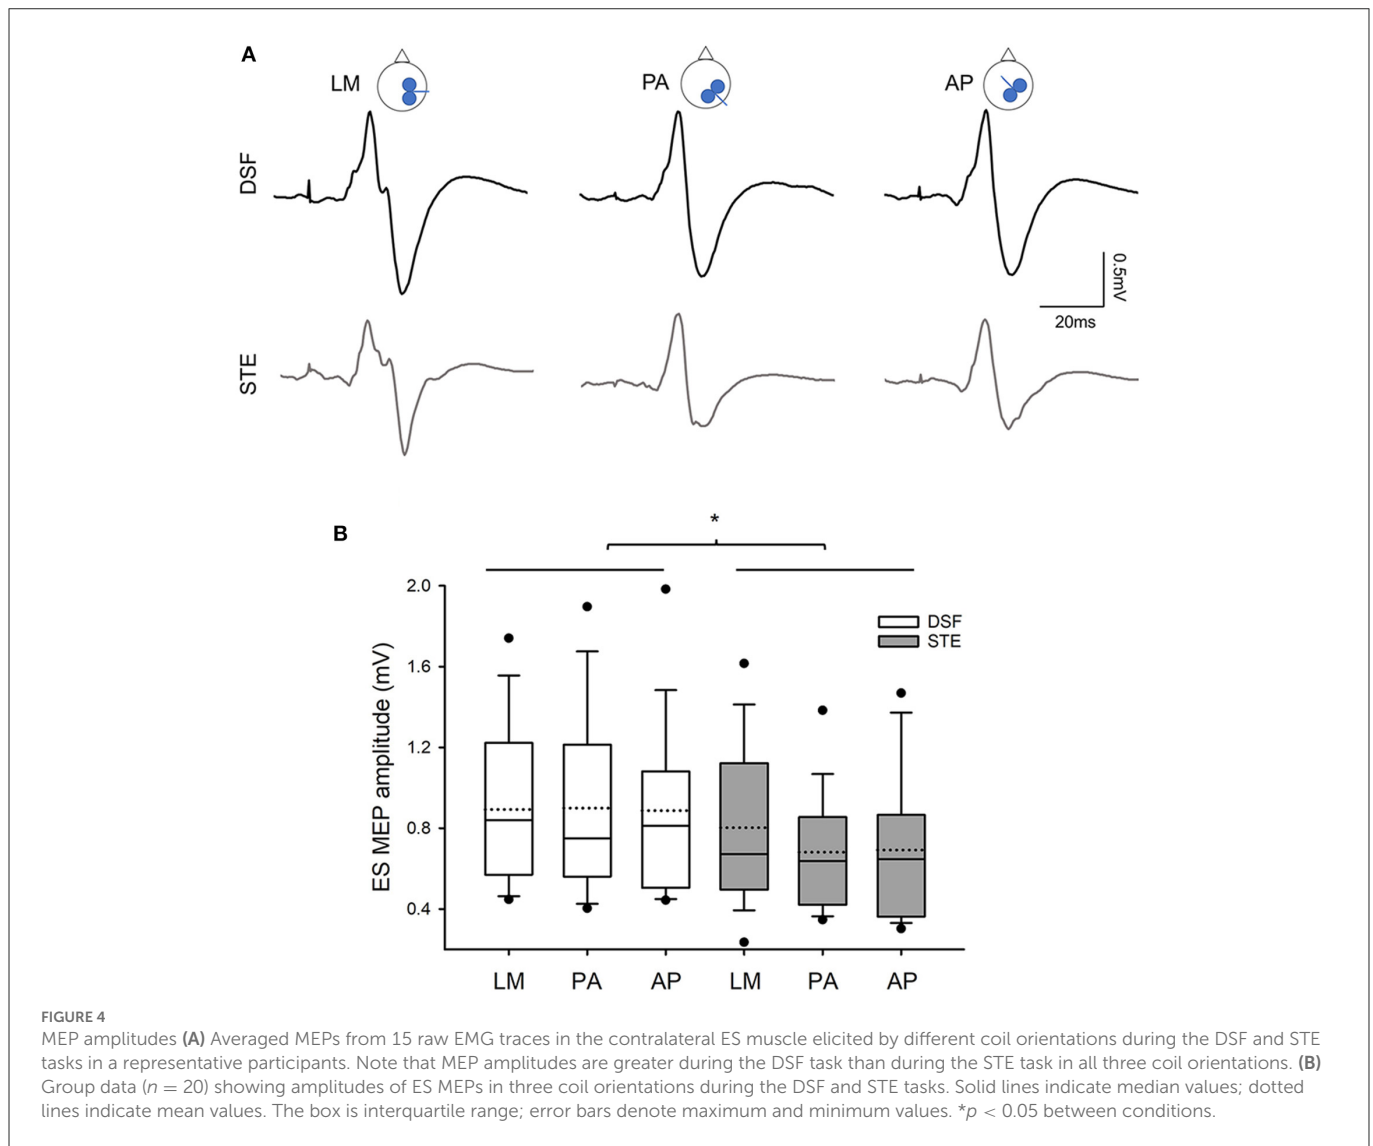 A
LM
PA
AP
DSF
0.5mV
20ms
STE
B
*
2.0
1.6
1.2
0.8
0.4
ES MEP amplitude (mV)
DSF
STE
LM PA AP LM PA AP
FIGURE 4
MEP amplitudes (A) Averaged MEPs from 15 raw EMG traces in the contralateral ES muscle elicited by different coil orientations during the DSF and STE
tasks in a representative participants. Note that MEP amplitudes are greater during the DSF task than during the STE task in all three coil orientations. (B)
Group data (n = 20) showing amplitudes of ES MEPs in three coil orientations during the DSF and STE tasks. Solid lines indicate median values; dotted
lines indicate mean values. The box is interquartile range; error bars denote maximum and minimum values. *p < 0.05 between conditions.